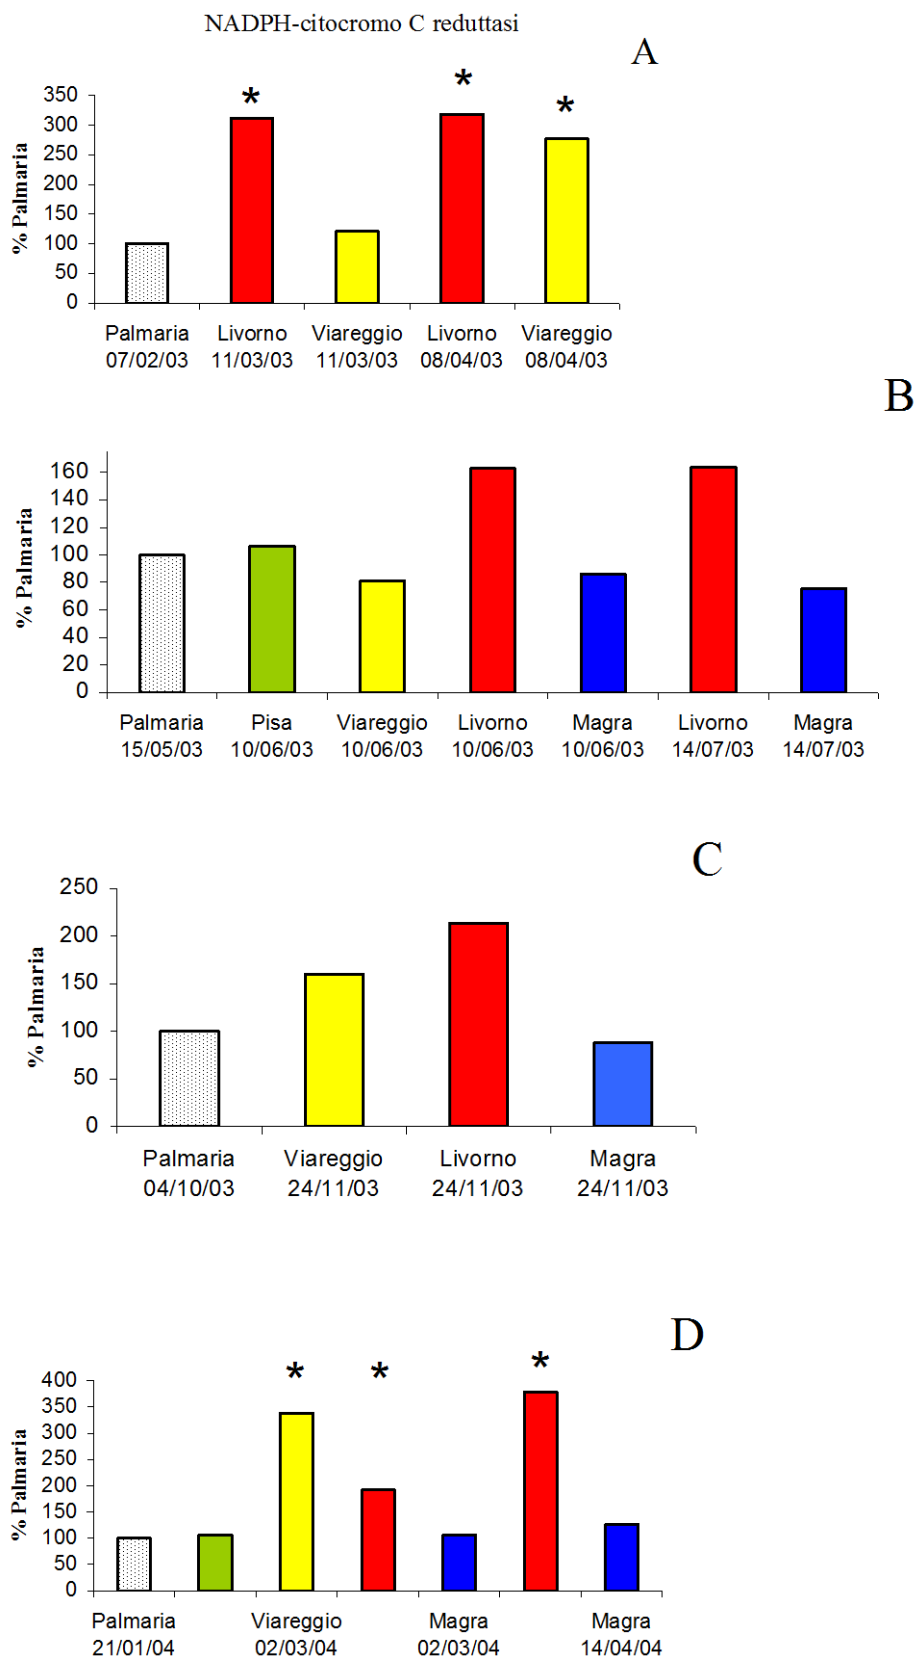 NADPH-citocromo C reduttasi
A
% Palmaria
350
300
250
200
150
100
50
0
* * *
Palmaria Livorno Viareggio Livorno Viareggio
07/02/03 11/03/03 11/03/03 08/04/03 08/04/03
B
% Palmaria
160
140
120
100
80
60
40
20
0
Palmaria Pisa Viareggio Livorno Magra Livorno Magra
15/05/03 10/06/03 10/06/03 10/06/03 10/06/03 14/07/03 14/07/03
C
% Palmaria
250
200
150
100
50
0
Palmaria Viareggio Livorno Magra
04/10/03 24/11/03 24/11/03 24/11/03
D
% Palmaria
400
350
300
250
200
150
100
50
0
* * *
Palmaria Viareggio Magra Magra
21/01/04 02/03/04 02/03/04 14/04/04